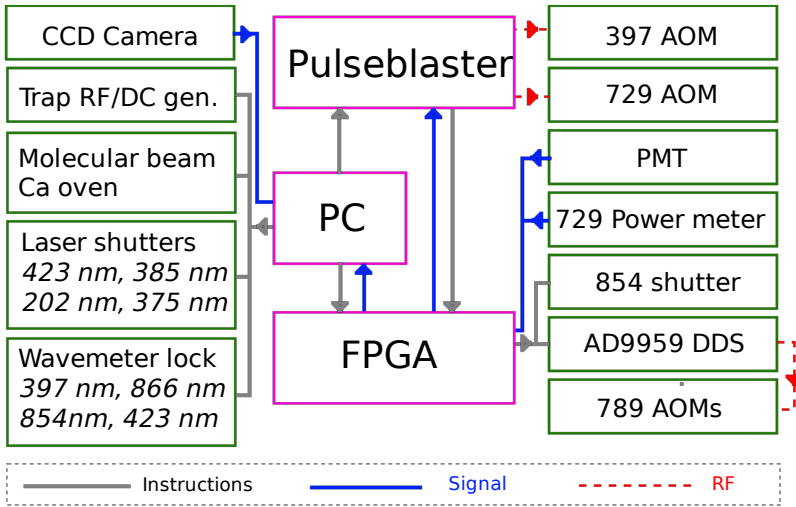 CCD Camera
Trap RF/DC gen.
Molecular beam
Ca oven
Laser shutters
423 nm, 385 nm
202 nm, 375 nm
Wavemeter lock
397 nm, 866 nm
854nm, 423 nm
Pulseblaster
PC
FPGA
397 AOM
729 AOM
PMT
729 Power meter
854 shutter
AD9959 DDS
789 AOMs
Instructions
Signal
RF